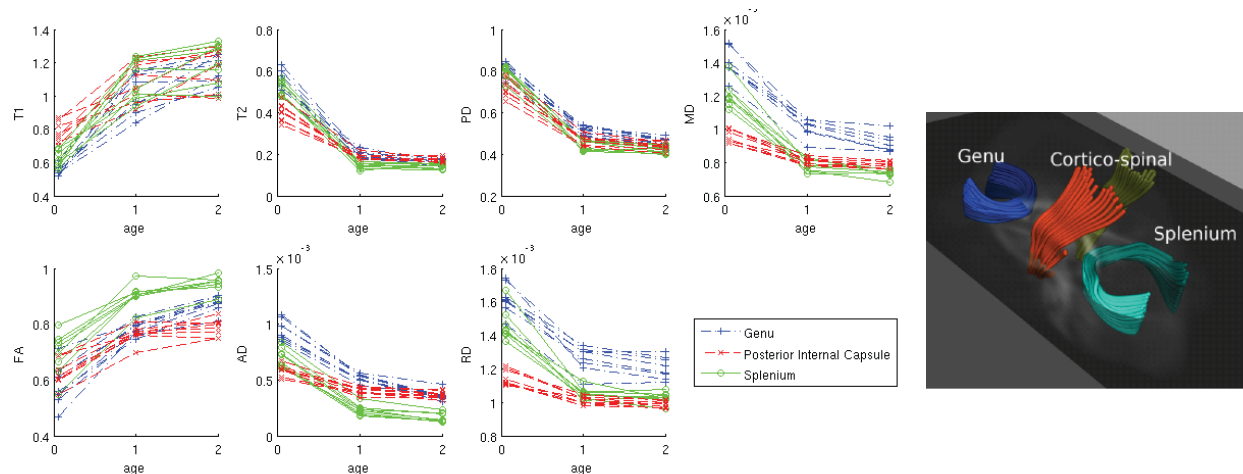 1.4
1.2
1
0.8
0.6
0.4
0 1 2
T1
age
0.8
0.6
0.4
0.2
0
0 1 2
T2
age
1
0.8
0.6
0.4
0.2
0 1 2
PD
age
× 10
1.6
1.4
1.2
1
0.8
0.6
0 1 2
MD
age
1
0.8
0.6
0.4
0 1 2
FA
age
× 10⁻³
1.5
1
0.5
0
0 1 2
AD
age
× 10⁻³
1.8
1.6
1.4
1.2
1
0.8
0 1 2
RD
age
Genu
Posterior Internal Capsule
Splenium
Genu
Cortico-spinal
Splenium